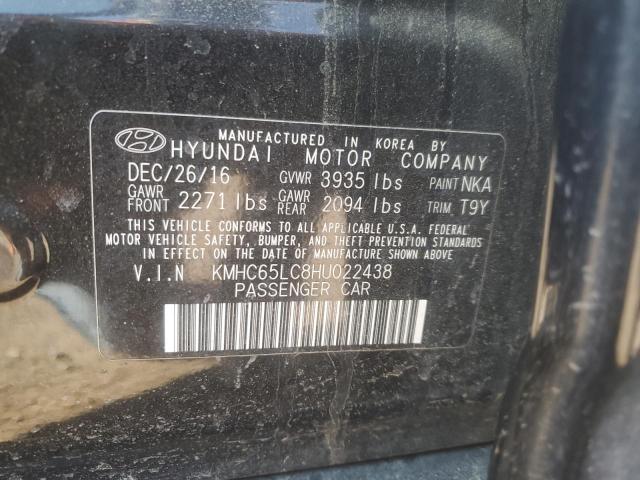 MANUFACTURED IN KOREA BY
HYUNDAI MOTOR COMPANY
DEC/26/16 GVWR 3935 lbs PAINT NKA
GAWR FRONT 2271 lbs GAWR REAR 2094 lbs TRIM T9Y
THIS VEHICLE CONFORMS TO ALL APPLICABLE U.S.A. FEDERAL
MOTOR VEHICLE SAFETY, BUMPER, AND THEFT PREVENTION STANDARDS
IN EFFECT ON THE DATE OF MANUFACTURE SHOWN ABOVE
V.I.N KMHC65LC8HU022438
PASSENGER CAR